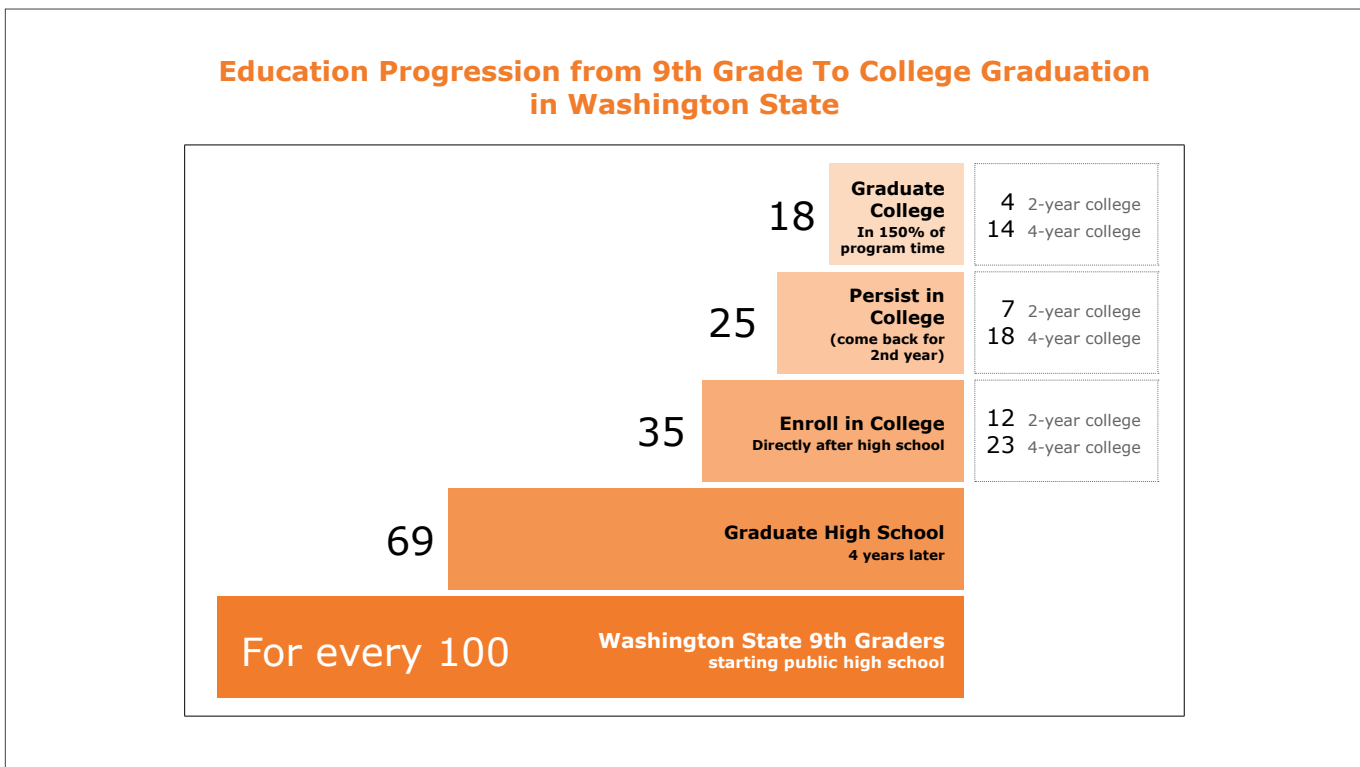 Education Progression from 9th Grade To College Graduation
in Washington State
18
Graduate
College
In 150% of
program time
4 2-year college
14 4-year college
25
Persist in
College
(come back for
2nd year)
7 2-year college
18 4-year college
35
Enroll in College
Directly after high school
12 2-year college
23 4-year college
69
Graduate High School
4 years later
For every 100
Washington State 9th Graders
starting public high school